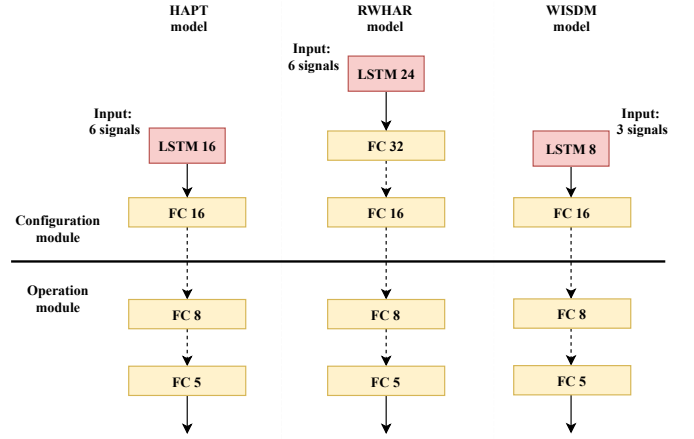 HAPT
model
RWHAR
model
WISDM
model
Input:
6 signals
LSTM 24
Input:
6 signals
LSTM 16
FC 32
Input:
3 signals
LSTM 8
Configuration
module
FC 16
FC 16
FC 16
Operation
module
FC 8
FC 8
FC 8
FC 5
FC 5
FC 5